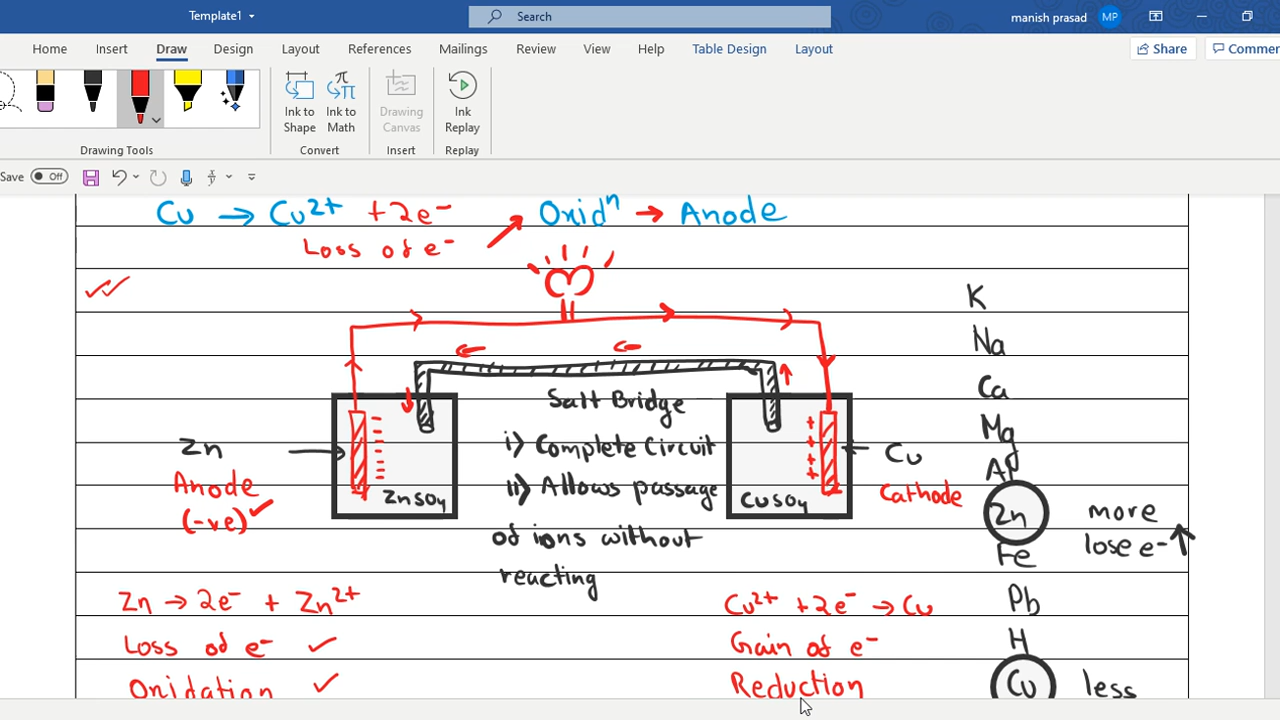 Template1
Search
manish prasad
MP
Home Insert Draw Design Layout References Mailings Review View Help Table Design Layout
Share
Commer
Ink to Shape
Ink to Math
Drawing Canvas
Ink Replay
Drawing Tools
Convert
Insert
Replay
Save
Off
Cu → Cu2+ +2e- Oxidn → Anode
Loss of e-
K
Na
Ca
Mg
Al
Zn
Fe
Pb
H
Cu
more
lose e- ↑
less
Salt Bridge
i) Complete Circuit
ii) Allows passage
of ions without
reacting
Zn
Anode
(-ve)
ZnSO4
CuSO4
Cu
Cathode
Zn → 2e- + Zn2+
Loss of e-
Oxidation
Cu2+ +2e- → Cu
Gain of e-
Reduction